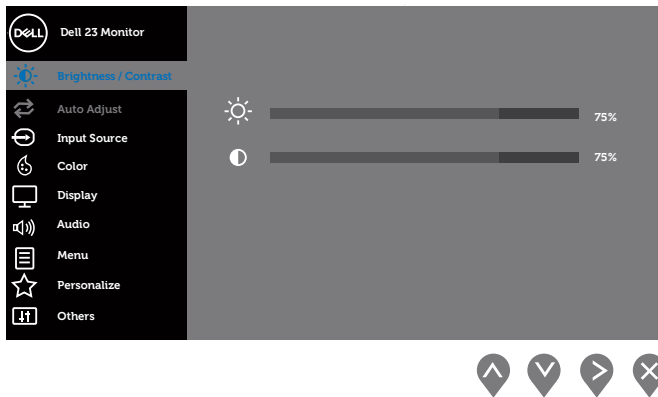 DELL
Dell 23 Monitor
Brightness / Contrast
Auto Adjust
Input Source
Color
Display
Audio
Menu
Personalize
Others
75%
75%